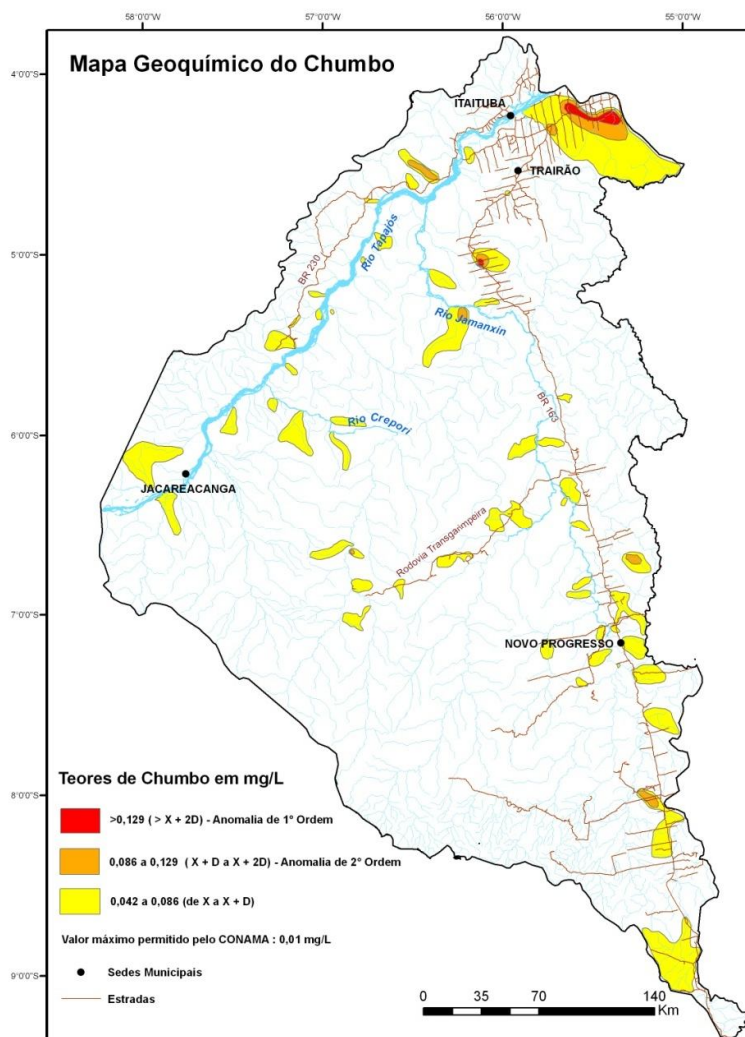 58°0'0"W
57°0'0"W
56°0'0"W
55°0'0"W
Mapa Geoquímico do Chumbo
4°0'0"S
ITAITUBA
TRAIRÃO
5°0'0"S
BR 230
Rio Tapajós
Rio Jamanxin
BR 163
6°0'0"S
Rio Crepori
JACAREACANGA
Rodovia Transgarimpeira
7°0'0"S
NOVO PROGRESSO
Teores de Chumbo em mg/L
8°0'0"S
>0,129 ( > X + 2D) - Anomalia de 1º Ordem
0,086 a 0,129 ( X + D a X + 2D) - Anomalia de 2º Ordem
0,042 a 0,086 (de X a X + D)
Valor máximo permitido pelo CONAMA : 0,01 mg/L
Sedes Municipais
9°0'0"S
Estradas
0 35 70 140
Km